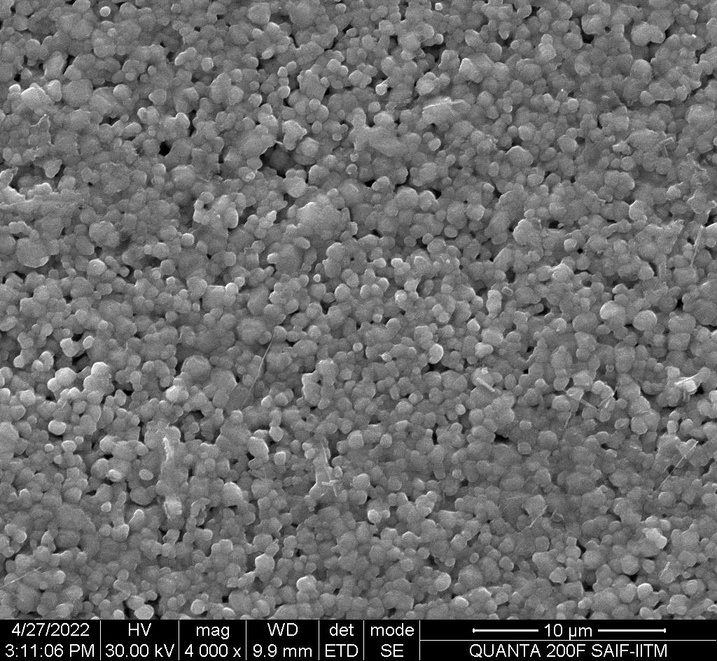 4/27/2022 HV mag WD det mode 10 µm
3:11:06 PM 30.00 kV 4 000 x 9.9 mm ETD SE QUANTA 200F SAIF-IITM